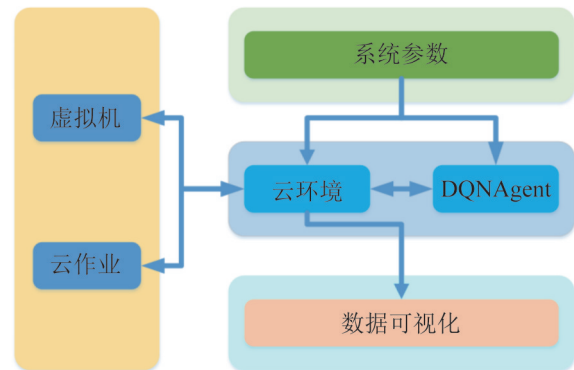 系统参数
虚拟机
云环境
DQNAgent
云作业
数据可视化